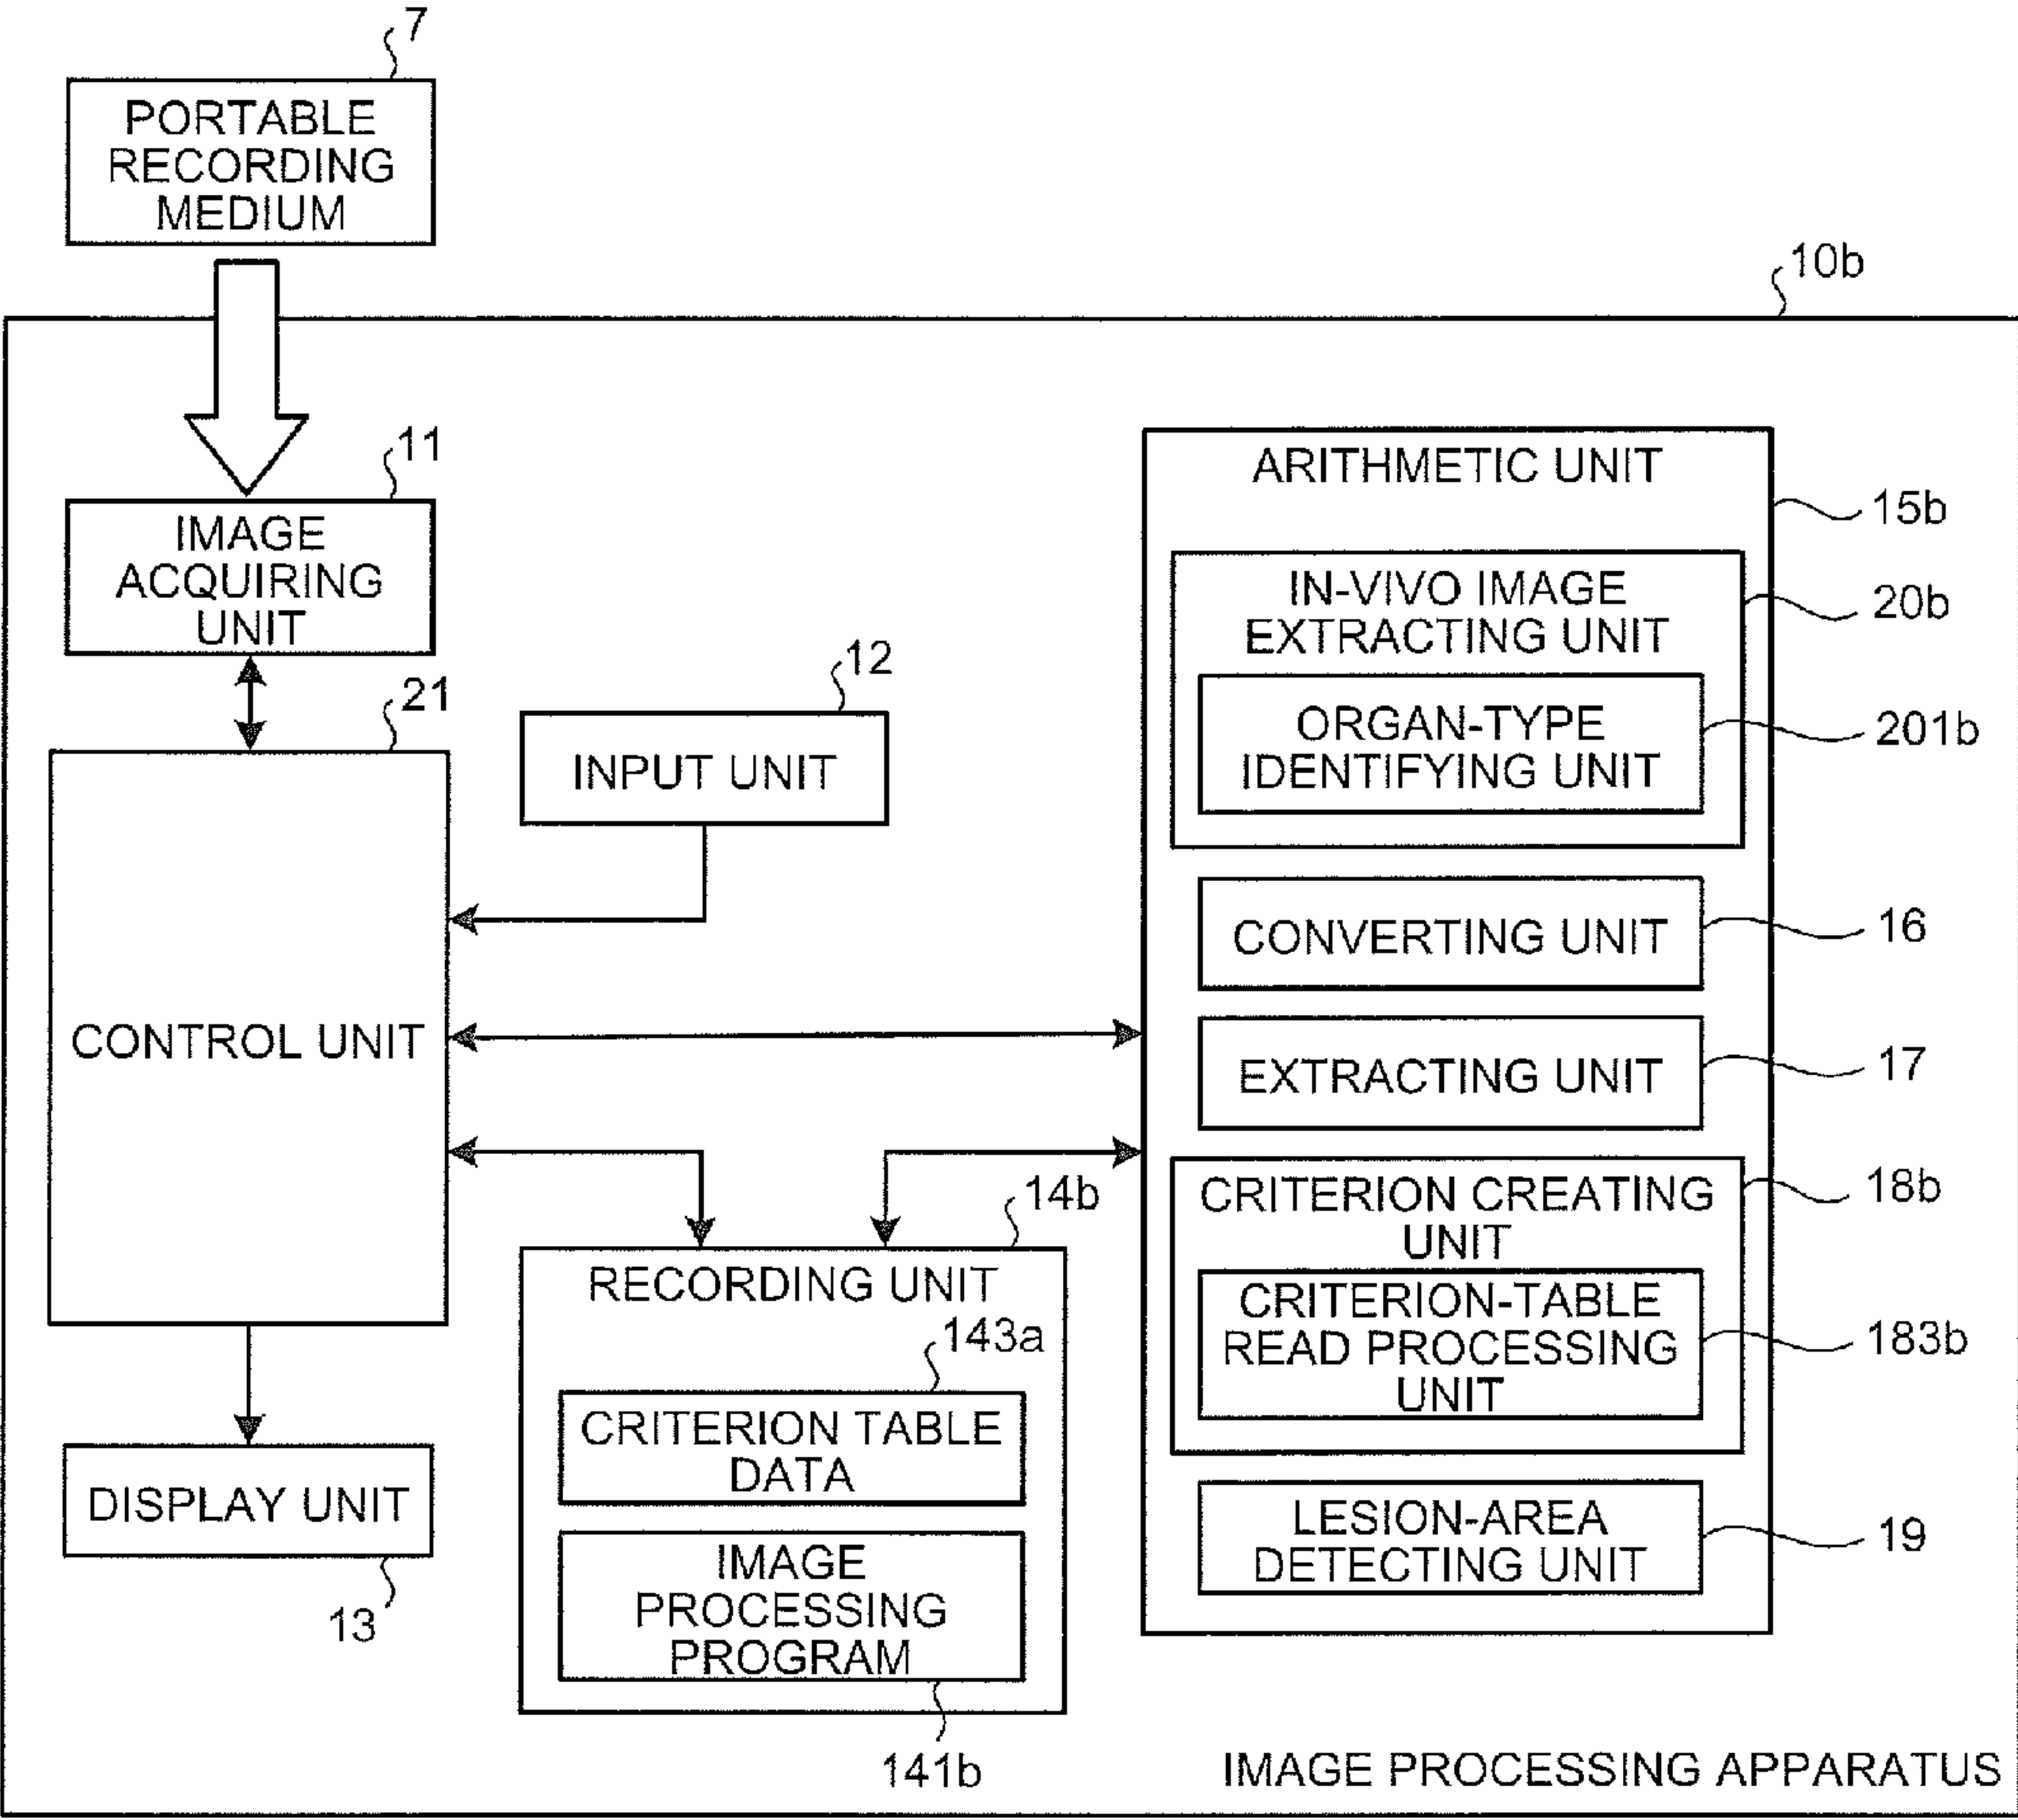 7
PORTABLE
RECORDING
MEDIUM
10b
11
IMAGE
ACQUIRING
UNIT
21
CONTROL UNIT
12
INPUT UNIT
DISPLAY UNIT
13
14b
RECORDING UNIT
143a
CRITERION TABLE
DATA
IMAGE
PROCESSING
PROGRAM
141b
ARITHMETIC UNIT
15b
IN-VIVO IMAGE
EXTRACTING UNIT
20b
ORGAN-TYPE
IDENTIFYING UNIT
201b
CONVERTING UNIT
16
EXTRACTING UNIT
17
CRITERION CREATING
UNIT
18b
CRITERION-TABLE
READ PROCESSING
UNIT
183b
LESION-AREA
DETECTING UNIT
19
IMAGE PROCESSING APPARATUS